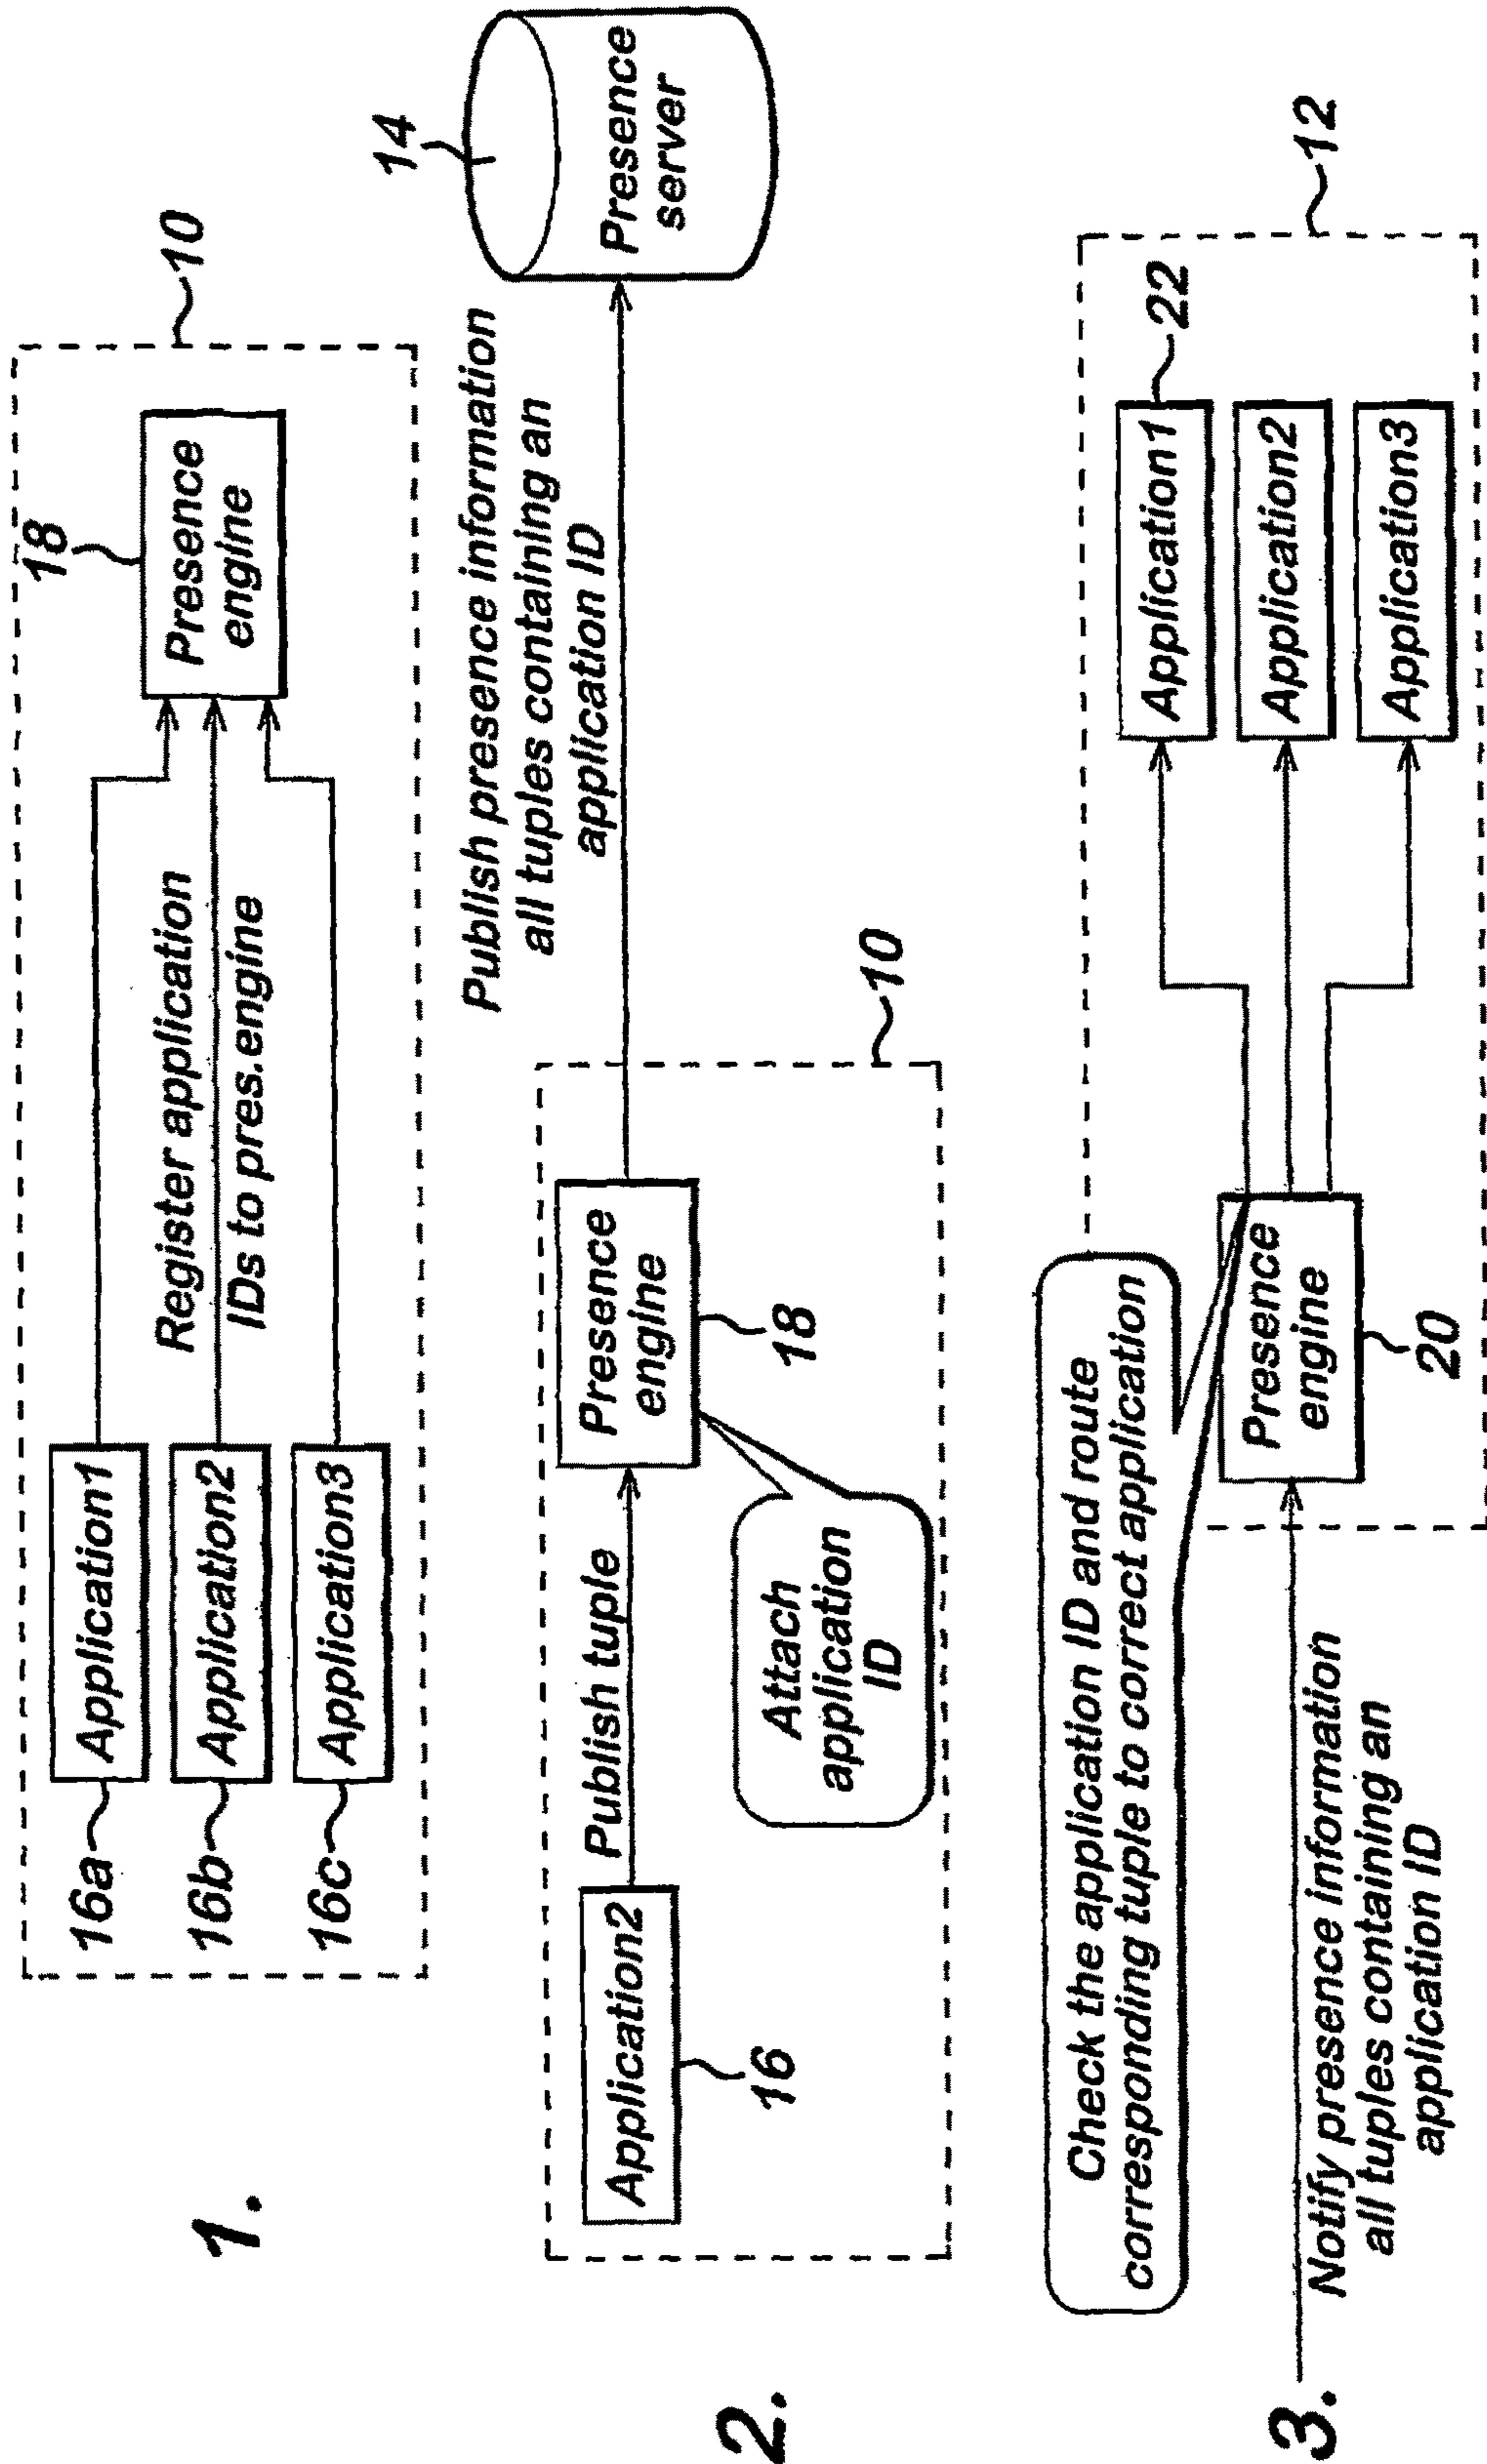 1.
10
16a
Application1
16b
Application2
16c
Application3
Register application
IDs to pres.engine
18
Presence
engine
2.
16
Application2
Publish tuple
Attach
application
ID
Presence
engine
18
10
Publish presence information
all tuples containing an
application ID
14
Presence
server
3.
Notify presence information
all tuples containing an
application ID
Check the application ID and route
corresponding tuple to correct application
Presence
engine
20
Application1
22
Application2
Application3
12